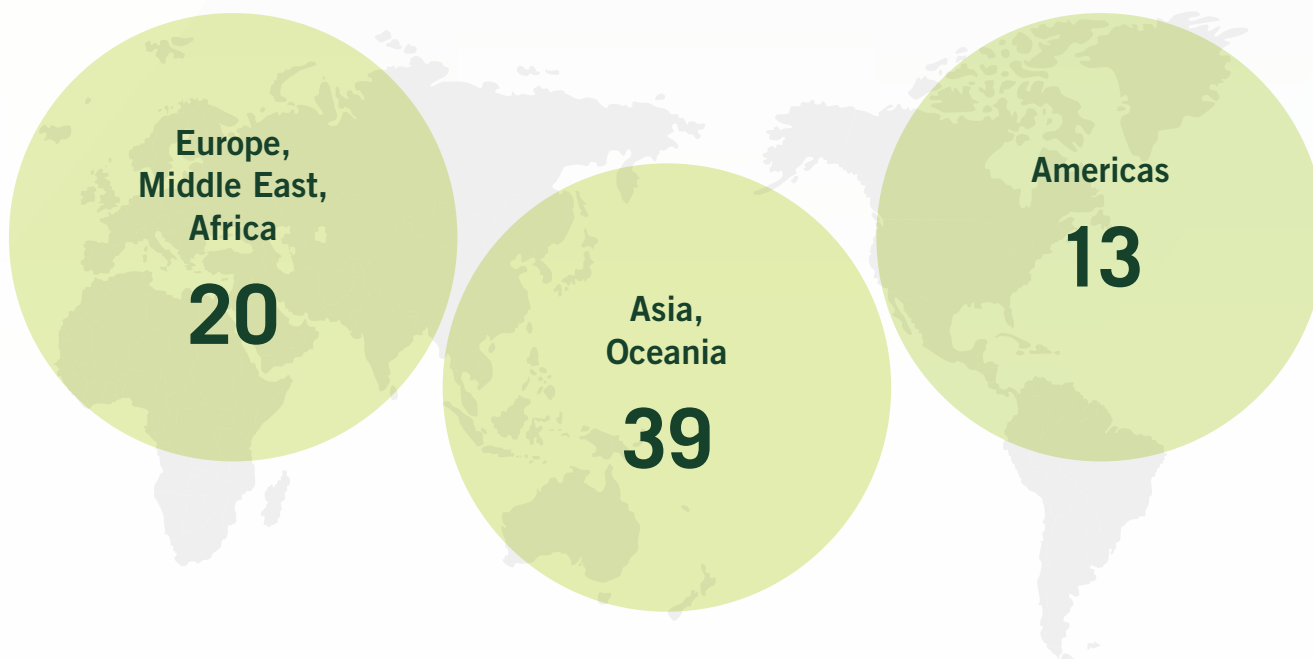 Europe,
Middle East,
Africa
20
Asia,
Oceania
39
Americas
13